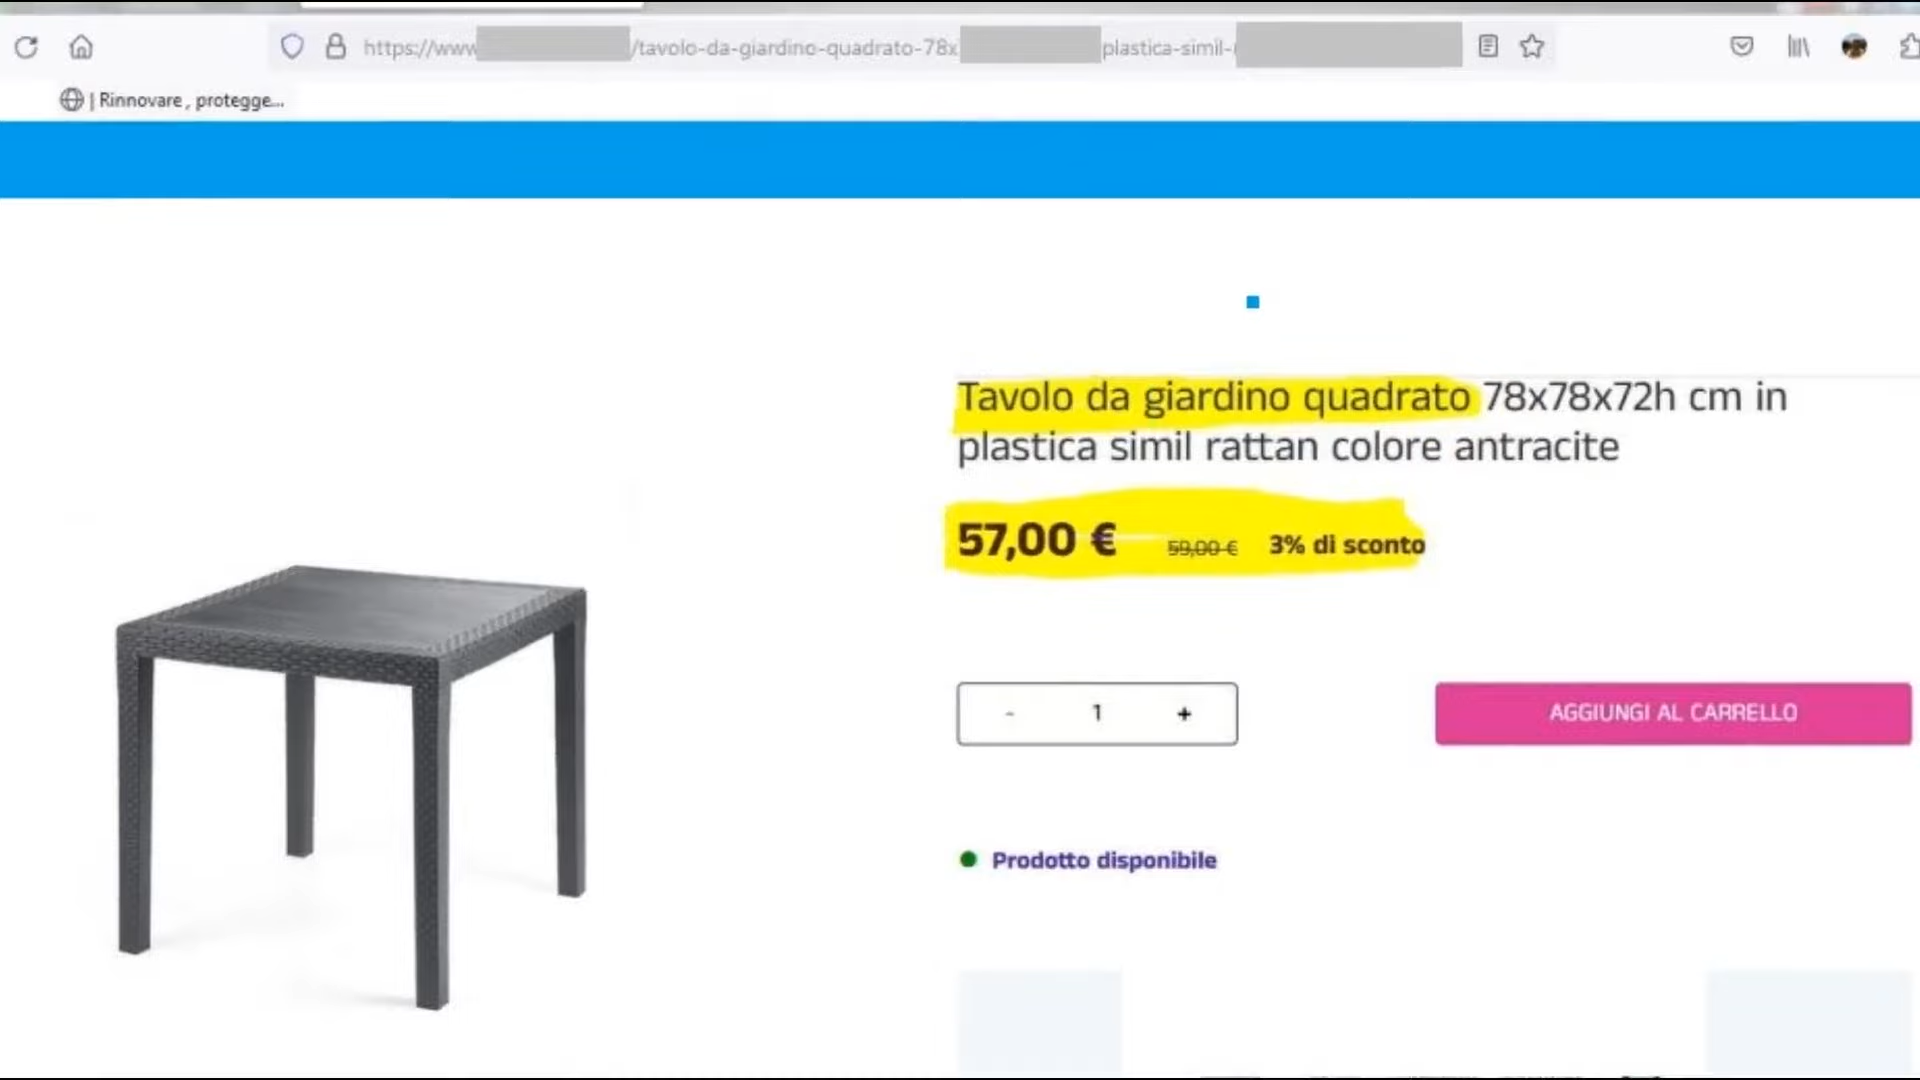 https://www /tavolo-da-giardino-quadrato-78x plastica-simil-
| Rinnovare , protegge...
Tavolo da giardino quadrato 78x78x72h cm in
plastica simil rattan colore antracite
57,00 € 59,00 € 3% di sconto
- 1 +
AGGIUNGI AL CARRELLO
Prodotto disponibile